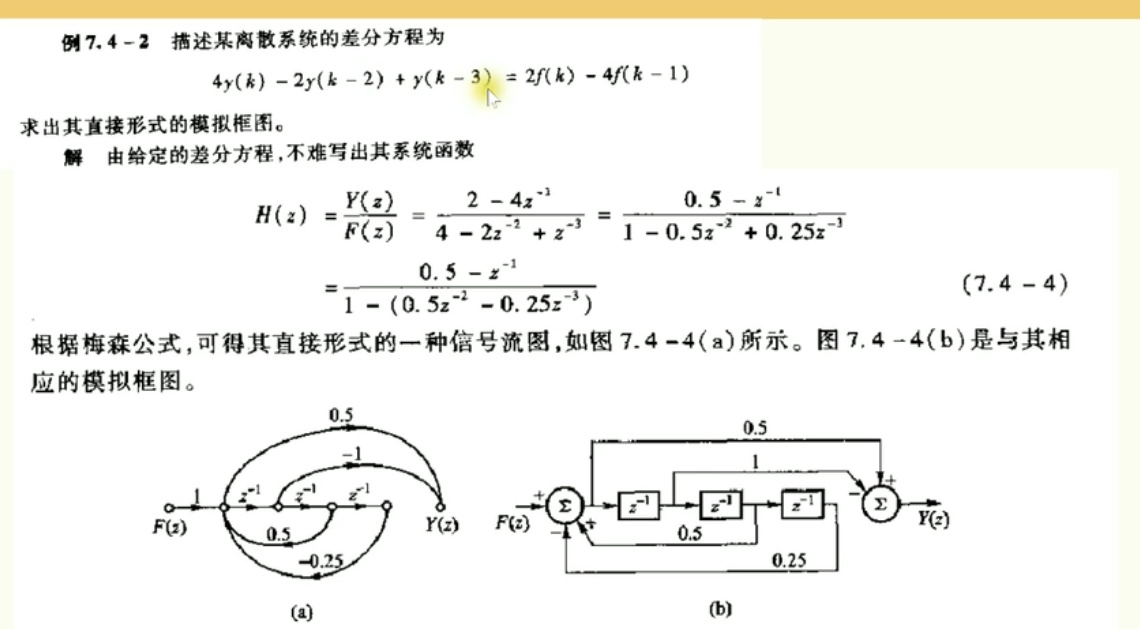 例7.4-2 描述某离散系统的差分方程为
4y(k) - 2y(k-2) + y(k-3) = 2f(k) - 4f(k-1)
求出其直接形式的模拟框图。
解 由给定的差分方程,不难写出其系统函数
H(z) = Y(z)/F(z) = (2 - 4z⁻¹)/(4 - 2z⁻² + z⁻³) = (0.5 - z⁻¹)/(1 - 0.5z⁻² + 0.25z⁻³)
= (0.5 - z⁻¹)/(1 - (0.5z⁻² - 0.25z⁻³)) (7.4-4)
根据梅森公式,可得其直接形式的一种信号流图,如图7.4-4(a)所示。图7.4-4(b)是与其相
应的模拟框图。
0.5
-1
1 z⁻¹ z⁻¹ z⁻¹
F(z) Y(z)
0.5
-0.25
(a)
0.5
1
+ Σ z⁻¹ z⁻¹ z⁻¹ - + Σ
F(z) + - Y(z)
0.5
0.25
(b)